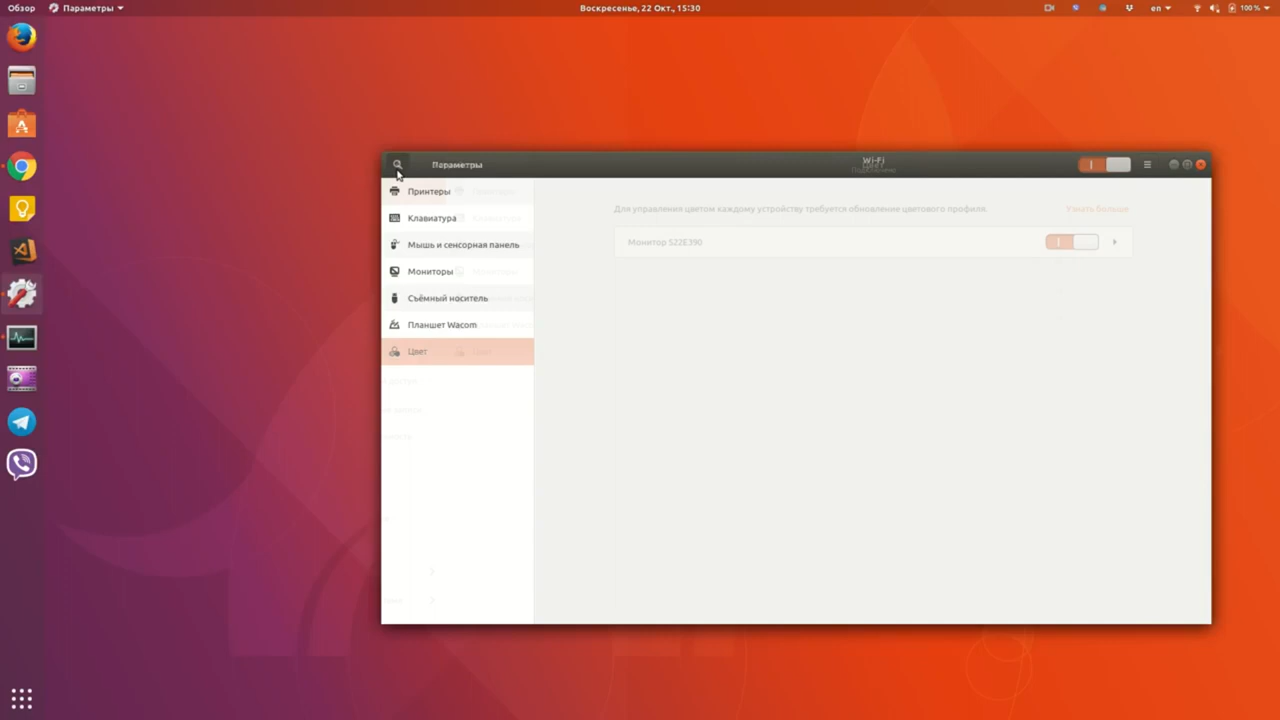 Обзор
Параметры
Воскресенье, 22 Окт., 15:30
en
100 %
Параметры
Wi-Fi
Принтеры
Клавиатура
Мышь и сенсорная панель
Мониторы
Съёмный носитель
Планшет Wacom
Цвет
Для управления цветом каждому устройству требуется обновление цветового профиля.
Узнать больше
Монитор S22E390